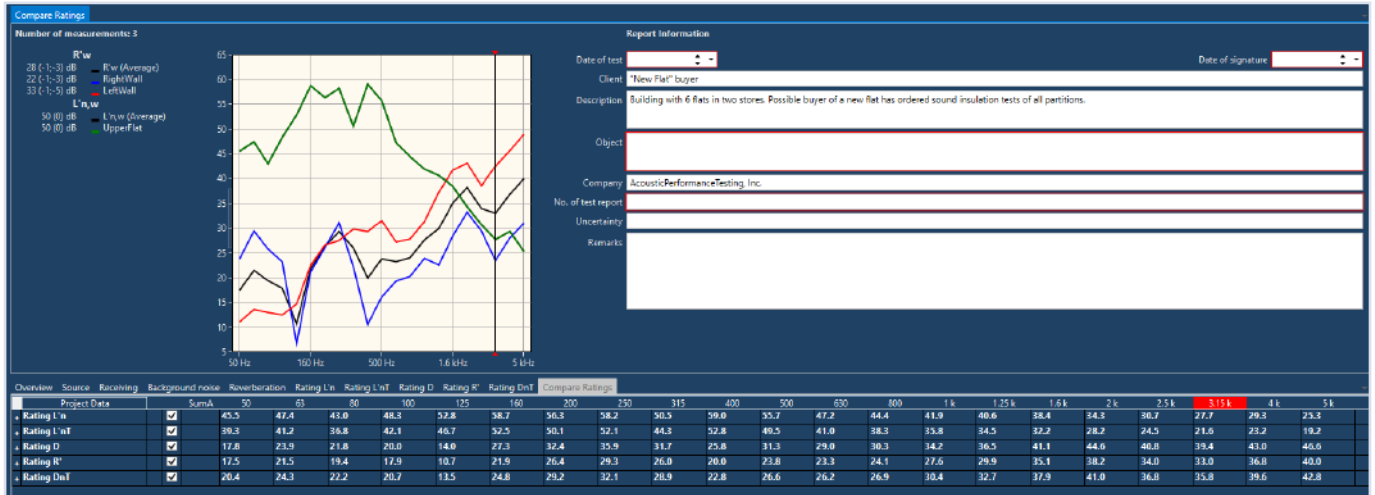 Compare Ratings
Number of measurements: 3
R'w
28 (-1;-3) dB R'w (Average)
22 (-1;-3) dB RightWall
33 (-1;-5) dB LeftWall
L'n,w
50 (0) dB L'n,w (Average)
50 (0) dB UpperFlat
65
60
55
50
45
40
35
30
25
20
15
10
5
50 Hz 160 Hz 500 Hz 1.6 kHz 5 kHz
Report Information
Date of test
Date of signature
Client "New Flat" buyer
Description Building with 6 flats in two stores. Possible buyer of a new flat has ordered sound insulation tests of all partitions.
Object
Company AcousticPerformanceTesting, Inc.
No. of test report
Uncertainty
Remarks
Overview Source Receiving Background noise Reverberation Rating L'n Rating L'nT Rating D Rating R' Rating DnT Compare Ratings
Project Data SumA 50 63 80 100 125 160 200 250 315 400 500 630 800 1 k 1.25 k 1.6 k 2 k 2.5 k 3.15 k 4 k 5 k
Rating L'n 45.5 47.4 43.0 48.3 52.8 58.7 56.3 58.2 50.5 59.0 55.7 47.2 44.4 41.9 40.6 38.4 34.3 30.7 27.7 29.3 25.3
Rating L'nT 39.3 41.2 36.8 42.1 46.7 52.5 50.1 52.1 44.3 52.8 49.5 41.0 38.3 35.8 34.5 32.2 28.2 24.5 21.6 23.2 19.2
Rating D 17.8 23.9 21.8 20.0 14.0 27.3 32.4 35.9 31.7 25.8 31.3 29.0 30.3 34.2 36.5 41.1 44.6 40.8 39.4 43.0 46.6
Rating R' 17.5 21.5 19.4 17.9 10.7 21.9 26.4 29.3 26.0 20.0 23.8 23.3 24.1 27.6 29.9 35.1 38.2 34.0 33.0 36.8 40.0
Rating DnT 20.4 24.3 22.2 20.7 13.5 24.8 29.2 32.1 28.9 22.8 26.6 26.2 26.9 30.4 32.7 37.9 41.0 36.8 35.8 39.6 42.8